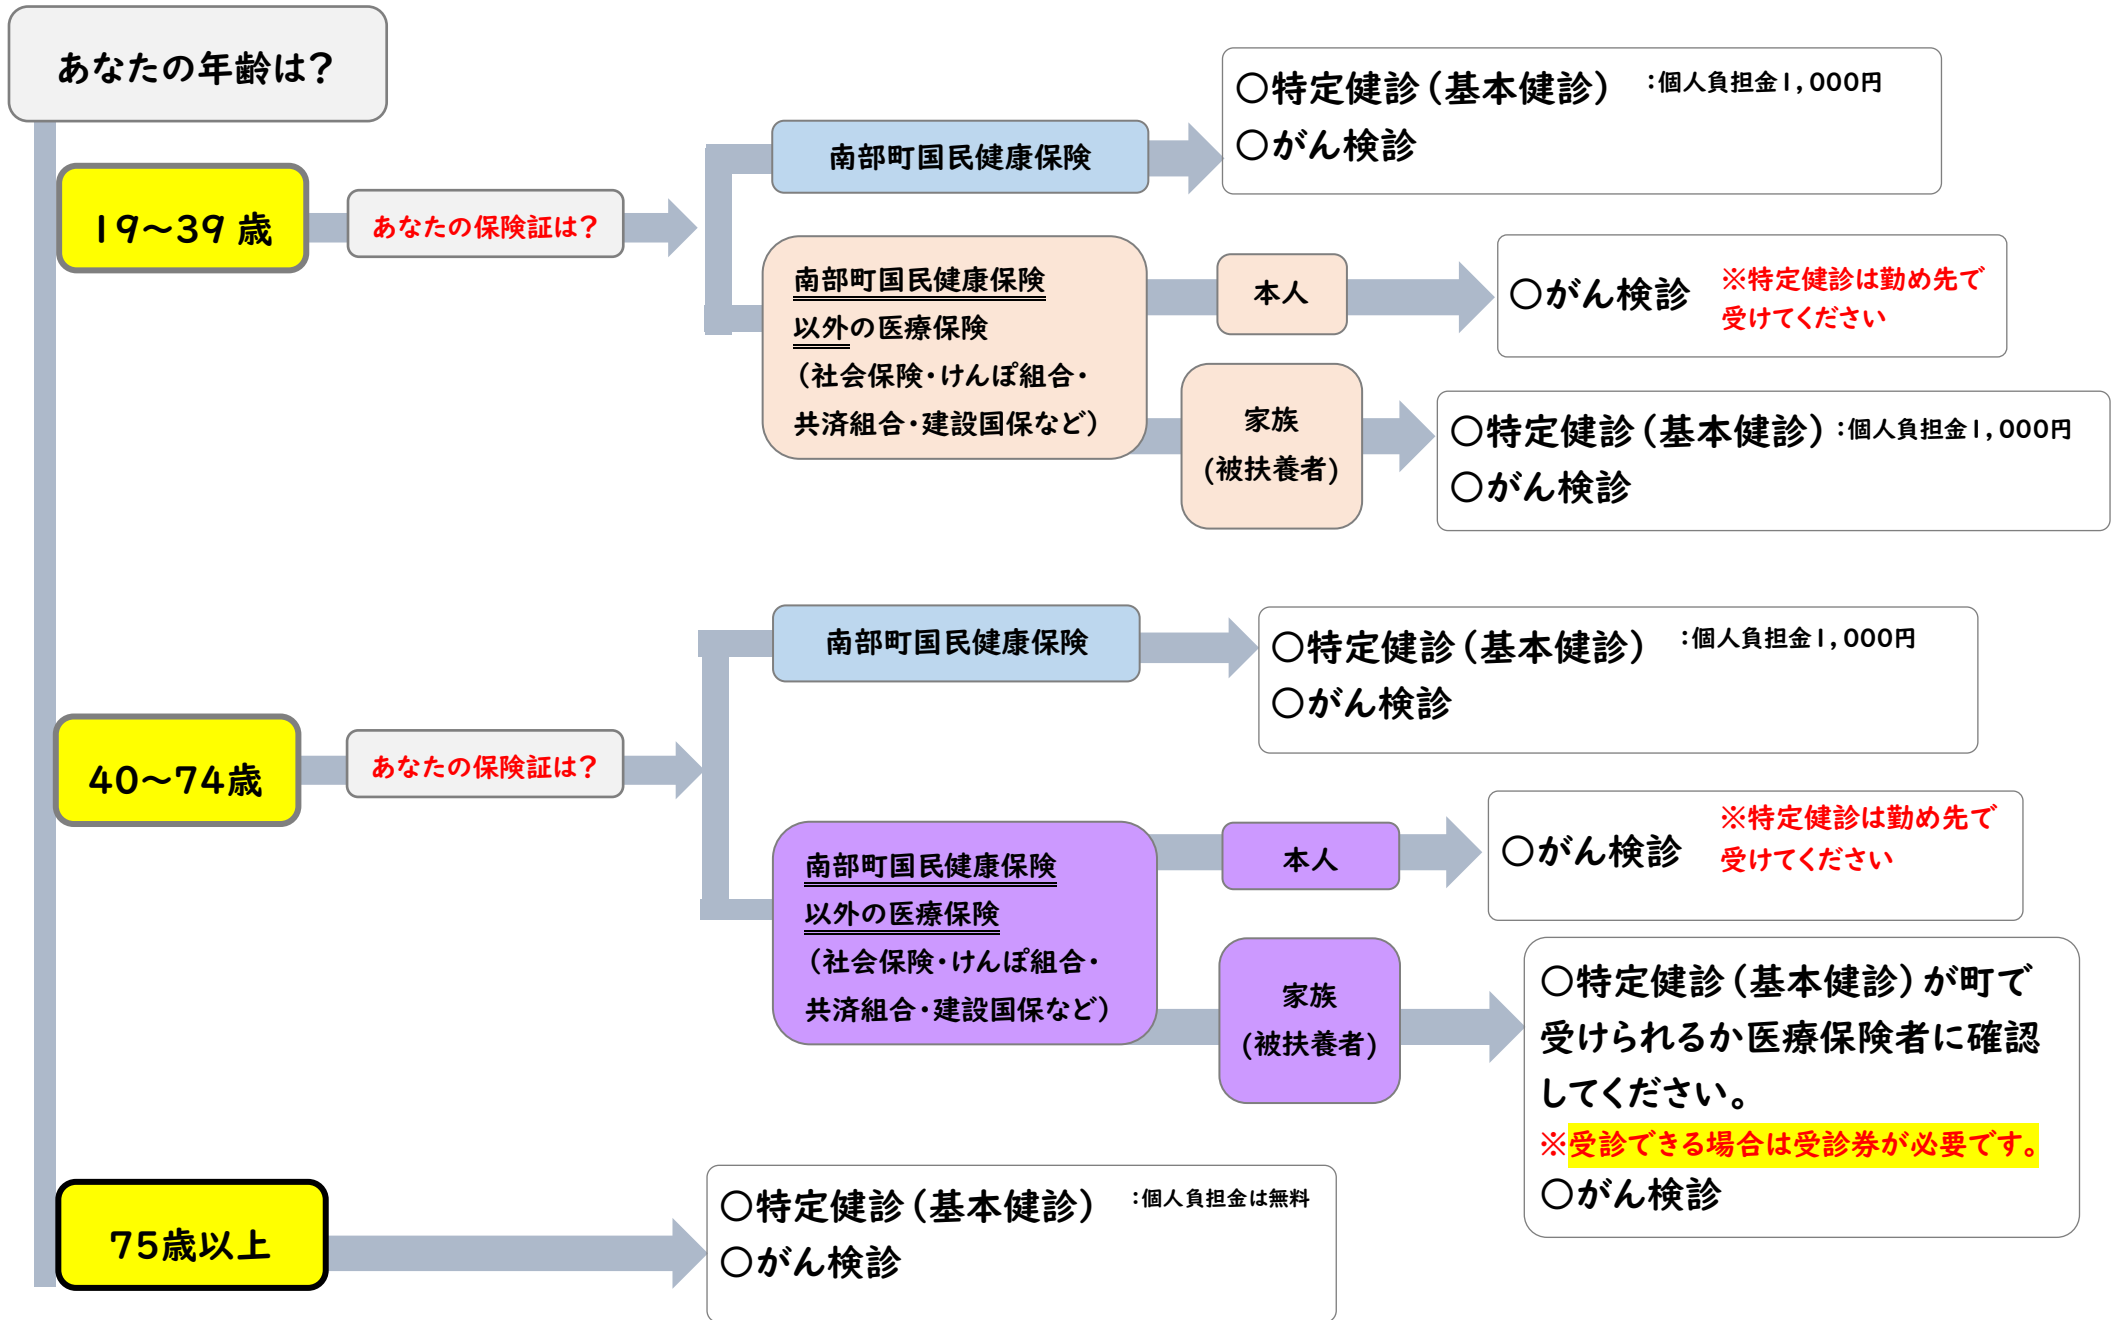 あなたの年齢は？
19～39 歳
あなたの保険証は？
南部町国民健康保険
○特定健診（基本健診） ：個人負担金1，000円
○がん検診
南部町国民健康保険
以外の医療保険
（社会保険・けんぽ組合・
共済組合・建設国保など）
本人
○がん検診
※特定健診は勤め先で
受けてください
家族
(被扶養者)
○特定健診（基本健診）：個人負担金1，000円
○がん検診
40～74歳
あなたの保険証は？
南部町国民健康保険
○特定健診（基本健診） ：個人負担金1，000円
○がん検診
南部町国民健康保険
以外の医療保険
（社会保険・けんぽ組合・
共済組合・建設国保など）
本人
○がん検診
※特定健診は勤め先で
受けてください
家族
(被扶養者)
○特定健診（基本健診）が町で
受けられるか医療保険者に確認
してください。
※受診できる場合は受診券が必要です。
○がん検診
75歳以上
○特定健診（基本健診） ：個人負担金は無料
○がん検診